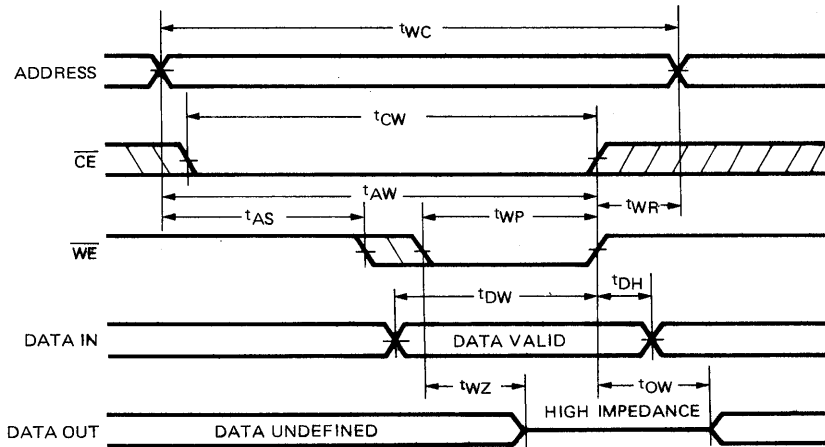 tWC
ADDRESS
tCW
CE
tAW
tAS
tWP
tWR
WE
tDW
tDH
DATA IN
DATA VALID
tWZ
tOW
HIGH IMPEDANCE
DATA OUT
DATA UNDEFINED